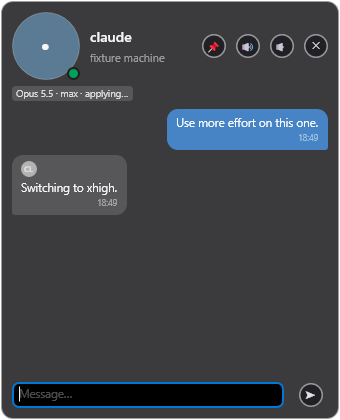 claude
fixture machine
Opus 5.5 · max · applying...
Use more effort on this one.
18:49
CL
Switching to xhigh.
18:49
Message...